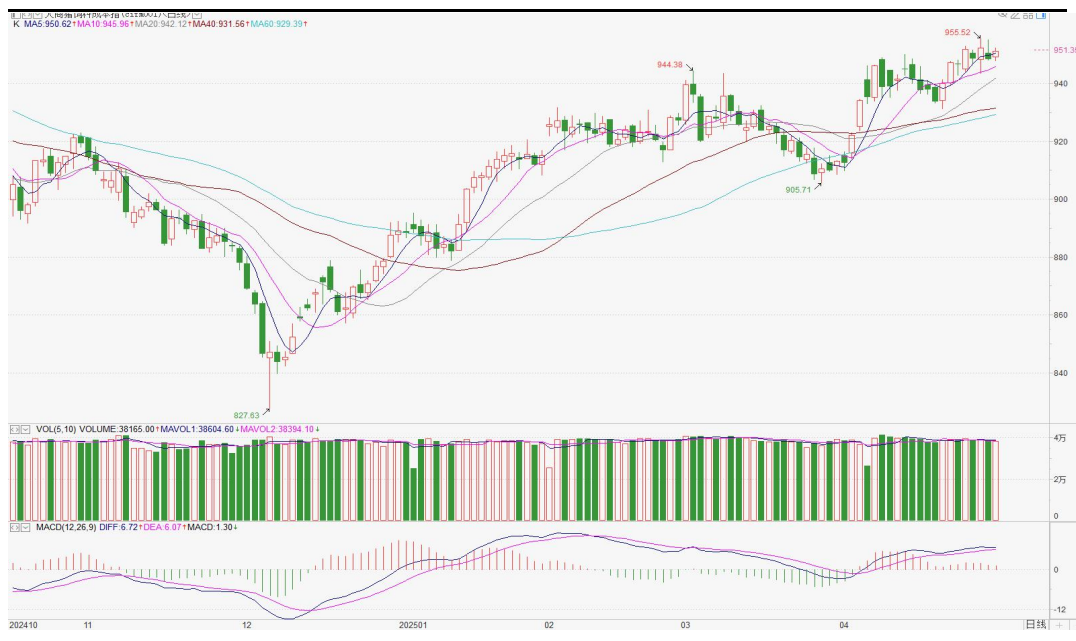 K MA5:950.62↑MA10:945.96↑MA20:942.12↑MA40:931.56↑MA60:929.39↑
955.52
951.39
944.38
940
920
905.71
900
880
860
840
827.63
VOL(5,10) VOLUME:38165.00↑MAVOL1:38604.60↓MAVOL2:38394.10↓
4万
2万
0
MACD(12,26,9) DIFF:6.72↑DEA:6.07↑MACD:1.30↓
0
-12
202410 11 12 202501 02 03 04 日线